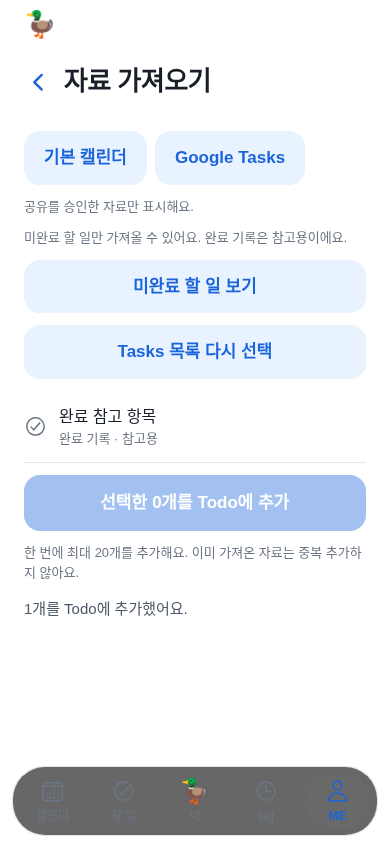 자료 가져오기
기본 캘린더
Google Tasks
공유를 승인한 자료만 표시해요.
미완료 할 일만 가져올 수 있어요. 완료 기록은 참고용이에요.
미완료 할 일 보기
Tasks 목록 다시 선택
완료 참고 항목
완료 기록 · 참고용
선택한 0개를 Todo에 추가
한 번에 최대 20개를 추가해요. 이미 가져온 자료는 중복 추가하
지 않아요.
1개를 Todo에 추가했어요.
캘린더
할 일
덕
log
ME